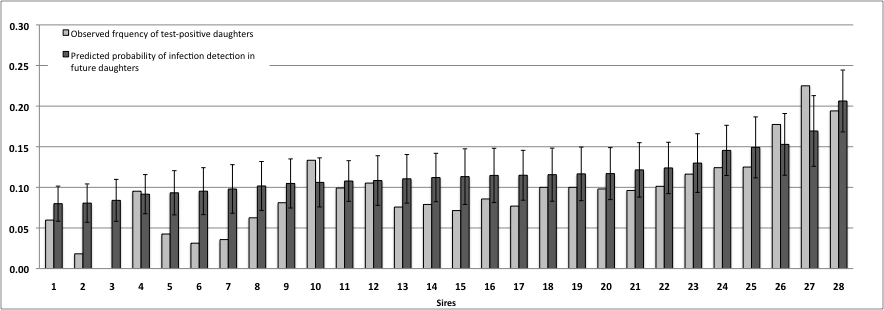 0.30
Observed frquency of test-positive daughters
Predicted probability of infection detection in
future daughters
0.25
0.20
0.15
0.10
0.05
0.00
1 2 3 4 5 6 7 8 9 10 11 12 13 14 15 16 17 18 19 20 21 22 23 24 25 26 27 28
Sires